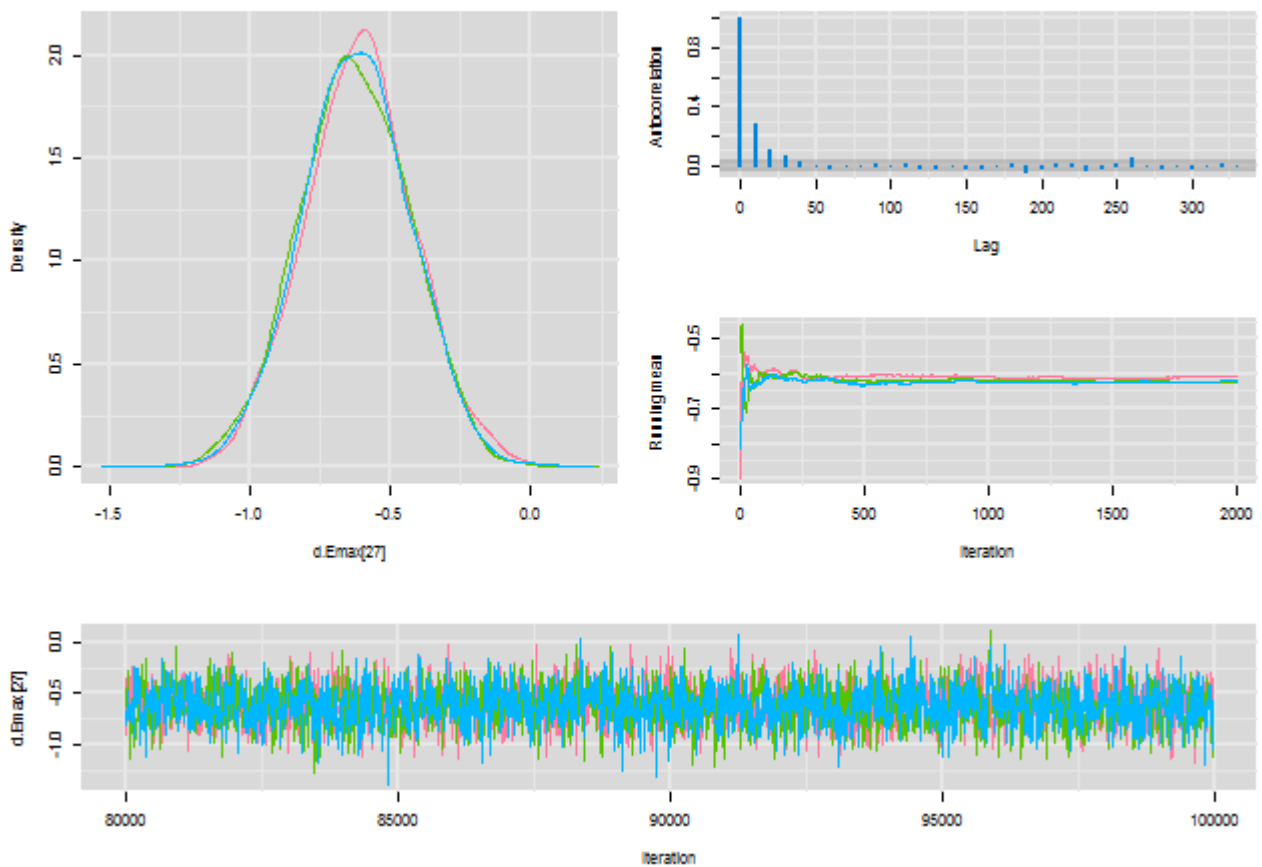 Density
0.0 0.5 1.0 1.5 2.0
-1.5 -1.0 -0.5 0.0
d.Emax[27]
Autocorrelation
0.0 0.4 0.8
0 50 100 150 200 250 300
Lag
Running mean
-0.9 -0.7 -0.5
0 500 1000 1500 2000
Iteration
d.Emax[27]
-1.0 -0.5 0.0
80000 85000 90000 95000 100000
Iteration